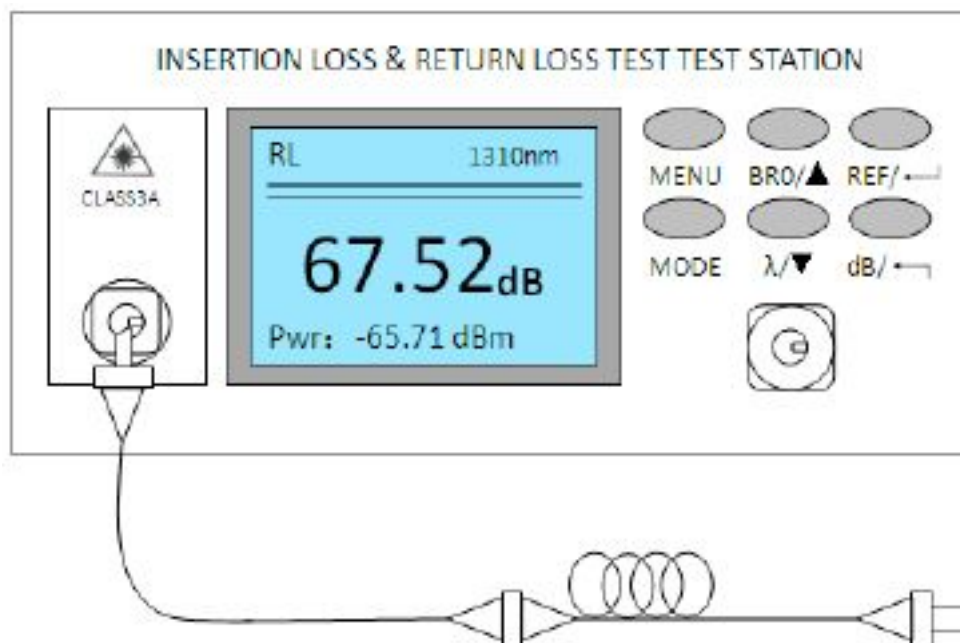 INSERTION LOSS & RETURN LOSS TEST TEST STATION
CLASS3A
RL 1310nm
67.52dB
Pwr: -65.71 dBm
MENU BR0/▲ REF/↵
MODE λ/▼ dB/↵